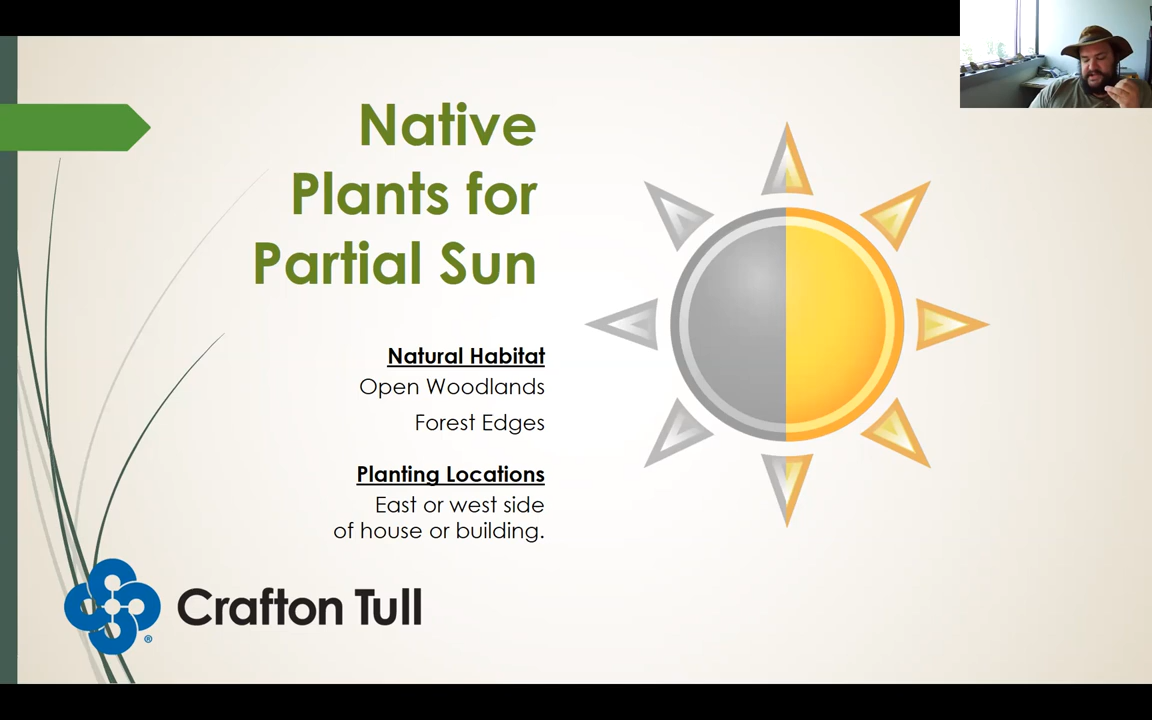 Native
Plants for
Partial Sun
Natural Habitat
Open Woodlands
Forest Edges
Planting Locations
East or west side
of house or building.
Crafton Tull
®